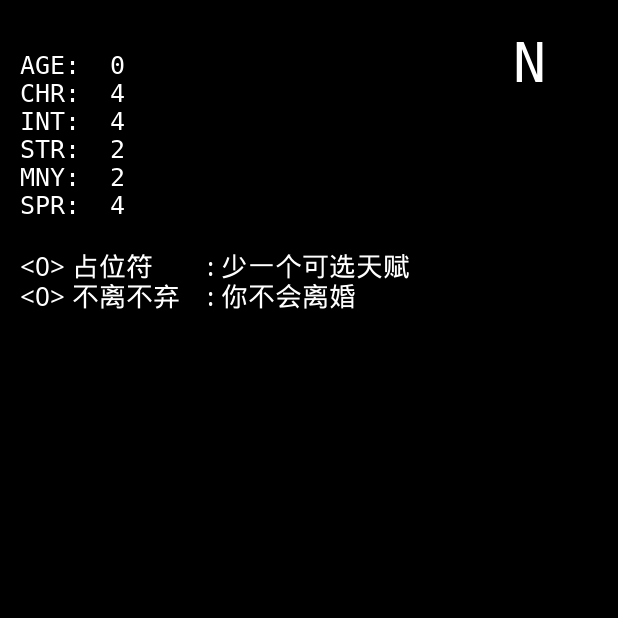 N
AGE: 0
CHR: 4
INT: 4
STR: 2
MNY: 2
SPR: 4
<O>占位符 :少一个可选天赋
<O>不离不弃 :你不会离婚